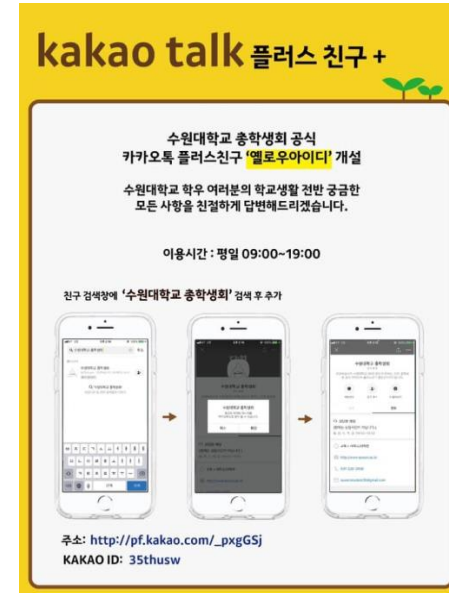 kakao talk 플러스 친구 +
수원대학교 총학생회 공식
카카오톡 플러스친구 '옐로우아이디' 개설
수원대학교 학우 여러분의 학교생활 전반 궁금한
모든 사항을 친절하게 답변해드리겠습니다.
이용시간 : 평일 09:00~19:00
친구 검색창에 '수원대학교 총학생회' 검색 후 추가
주소: http://pf.kakao.com/_pxgGSj
KAKAO ID: 35thusw